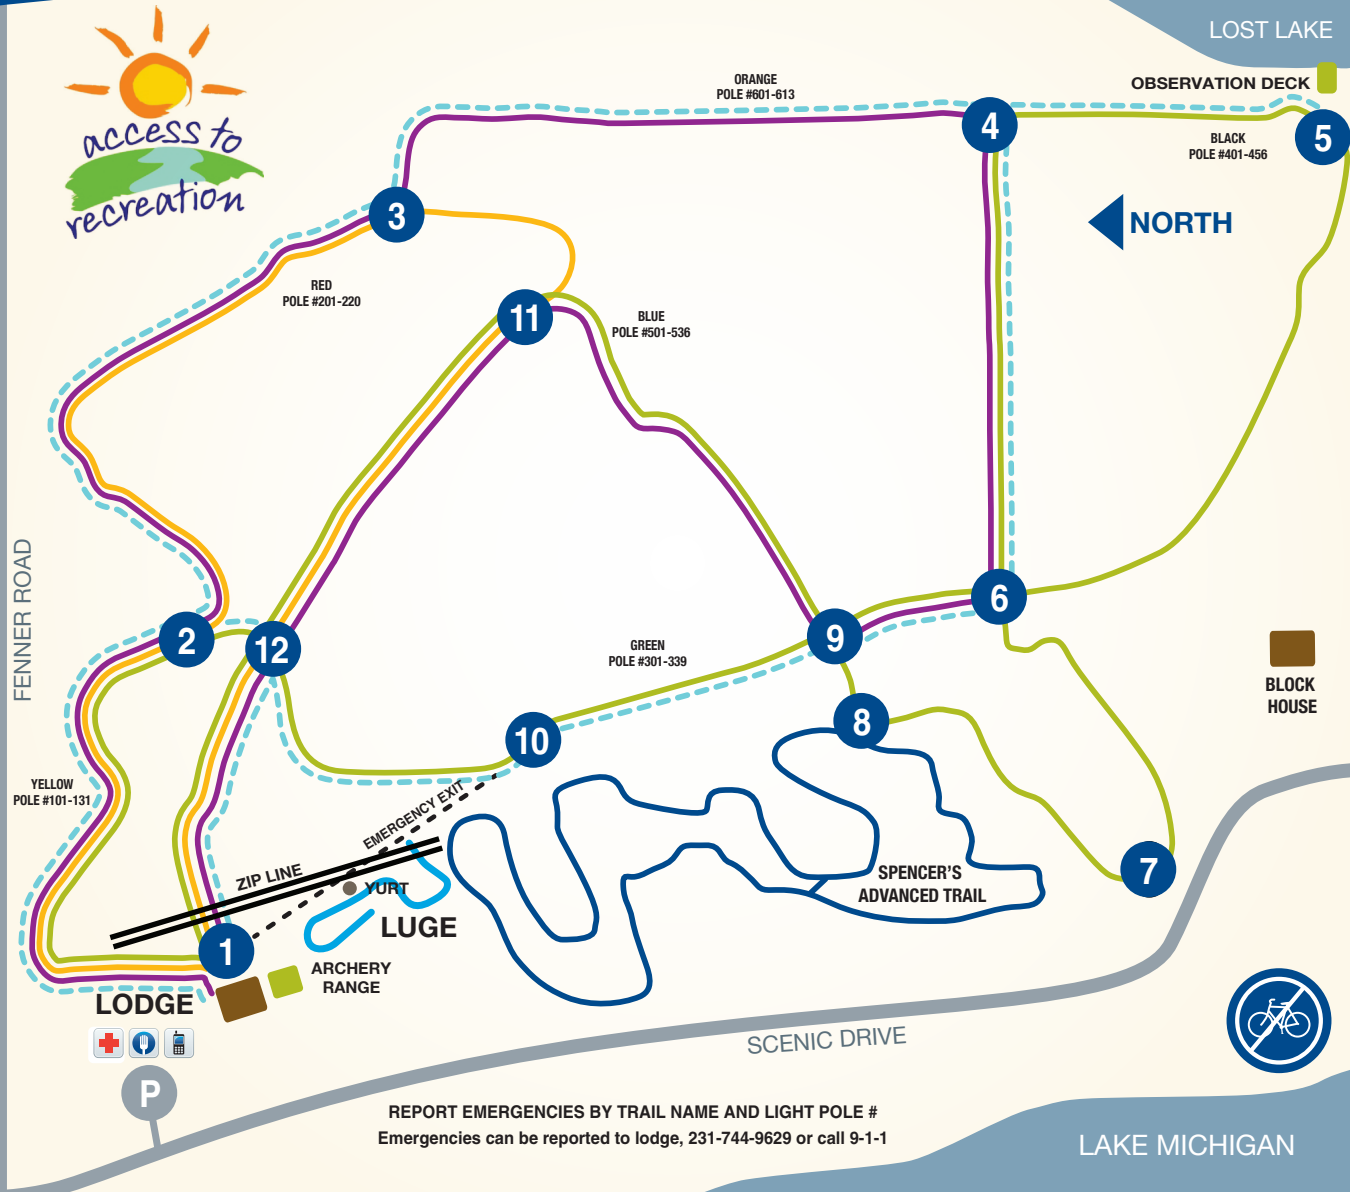 LOST LAKE
OBSERVATION DECK
access to
recreation
ORANGE
POLE #601-613
4
5
BLACK
POLE #401-456
NORTH
3
RED
POLE #201-220
11
BLUE
POLE #501-536
FENNER ROAD
2
12
6
9
GREEN
POLE #301-339
BLOCK
HOUSE
8
10
YELLOW
POLE #101-131
EMERGENCY EXIT
ZIP LINE
YURT
SPENCER'S
ADVANCED TRAIL
7
LUGE
1
ARCHERY
RANGE
LODGE
SCENIC DRIVE
P
REPORT EMERGENCIES BY TRAIL NAME AND LIGHT POLE #
Emergencies can be reported to lodge, 231-744-9629 or call 9-1-1
LAKE MICHIGAN